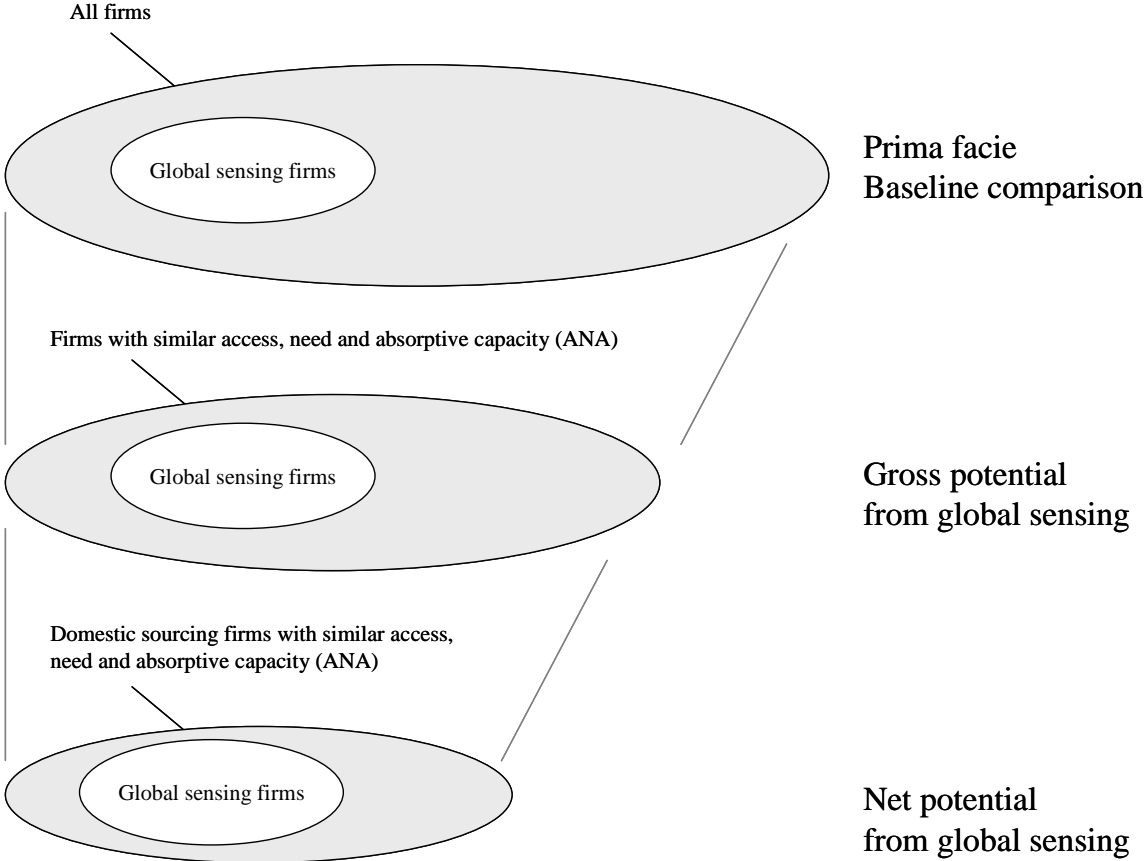 All firms
Global sensing firms
Prima facie
Baseline comparison
Firms with similar access, need and absorptive capacity (ANA)
Global sensing firms
Gross potential
from global sensing
Domestic sourcing firms with similar access,
need and absorptive capacity (ANA)
Global sensing firms
Net potential
from global sensing